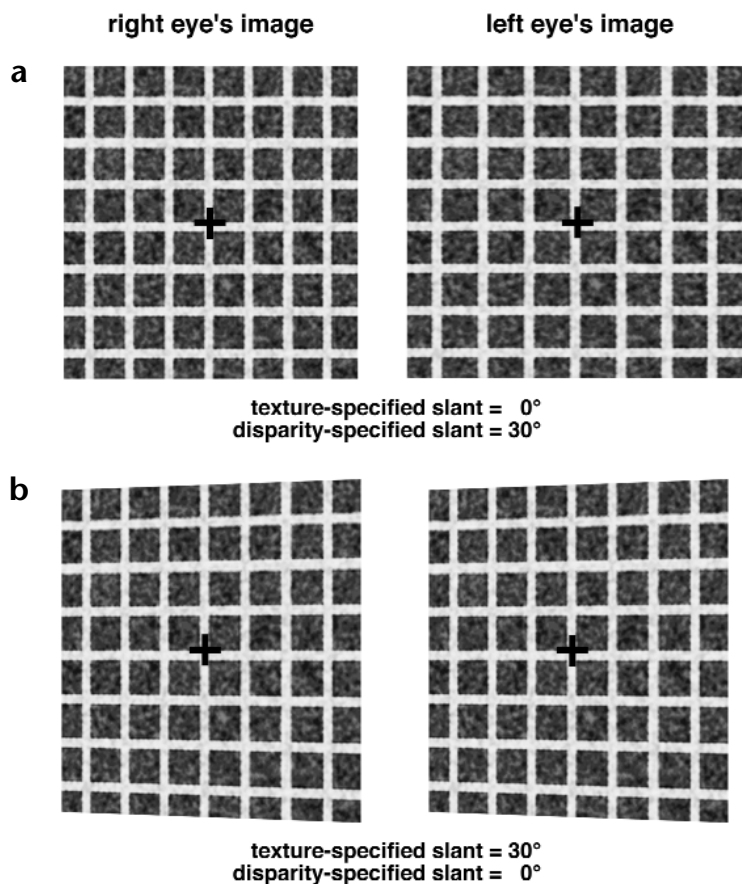 right eye's image left eye's image
a
texture-specified slant = 0°
disparity-specified slant = 30°
b
texture-specified slant = 30°
disparity-specified slant = 0°